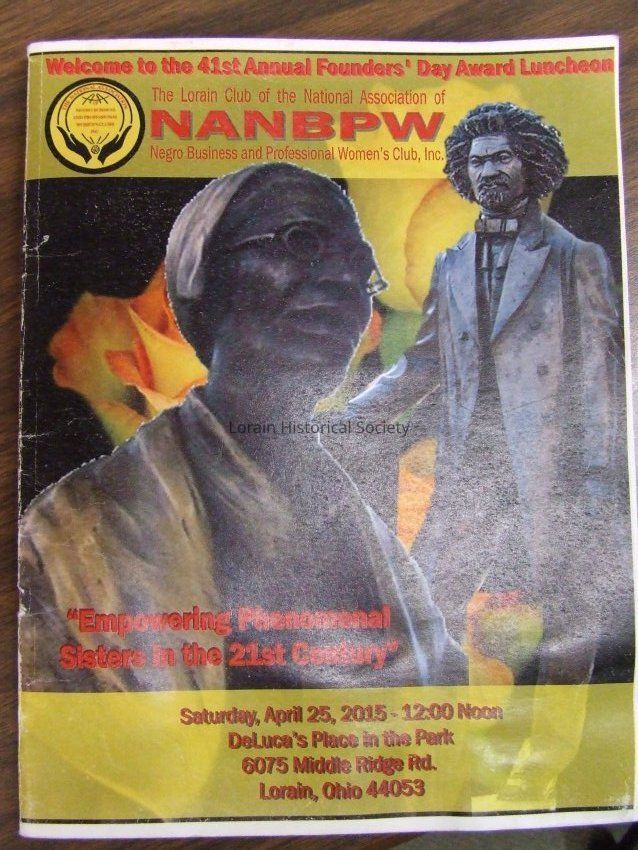 Welcome to the 41st Annual Founders' Day Award Luncheon
The Lorain Club of the National Association of
NANBPW
Negro Business and Professional Women's Club, Inc.
Lorain Historical Society
"Empowering Phenomenal
Sisters in the 21st Century"
Saturday, April 25, 2015 - 12:00 Noon
DeLuca's Place in the Park
6075 Middle Ridge Rd.
Lorain, Ohio 44053